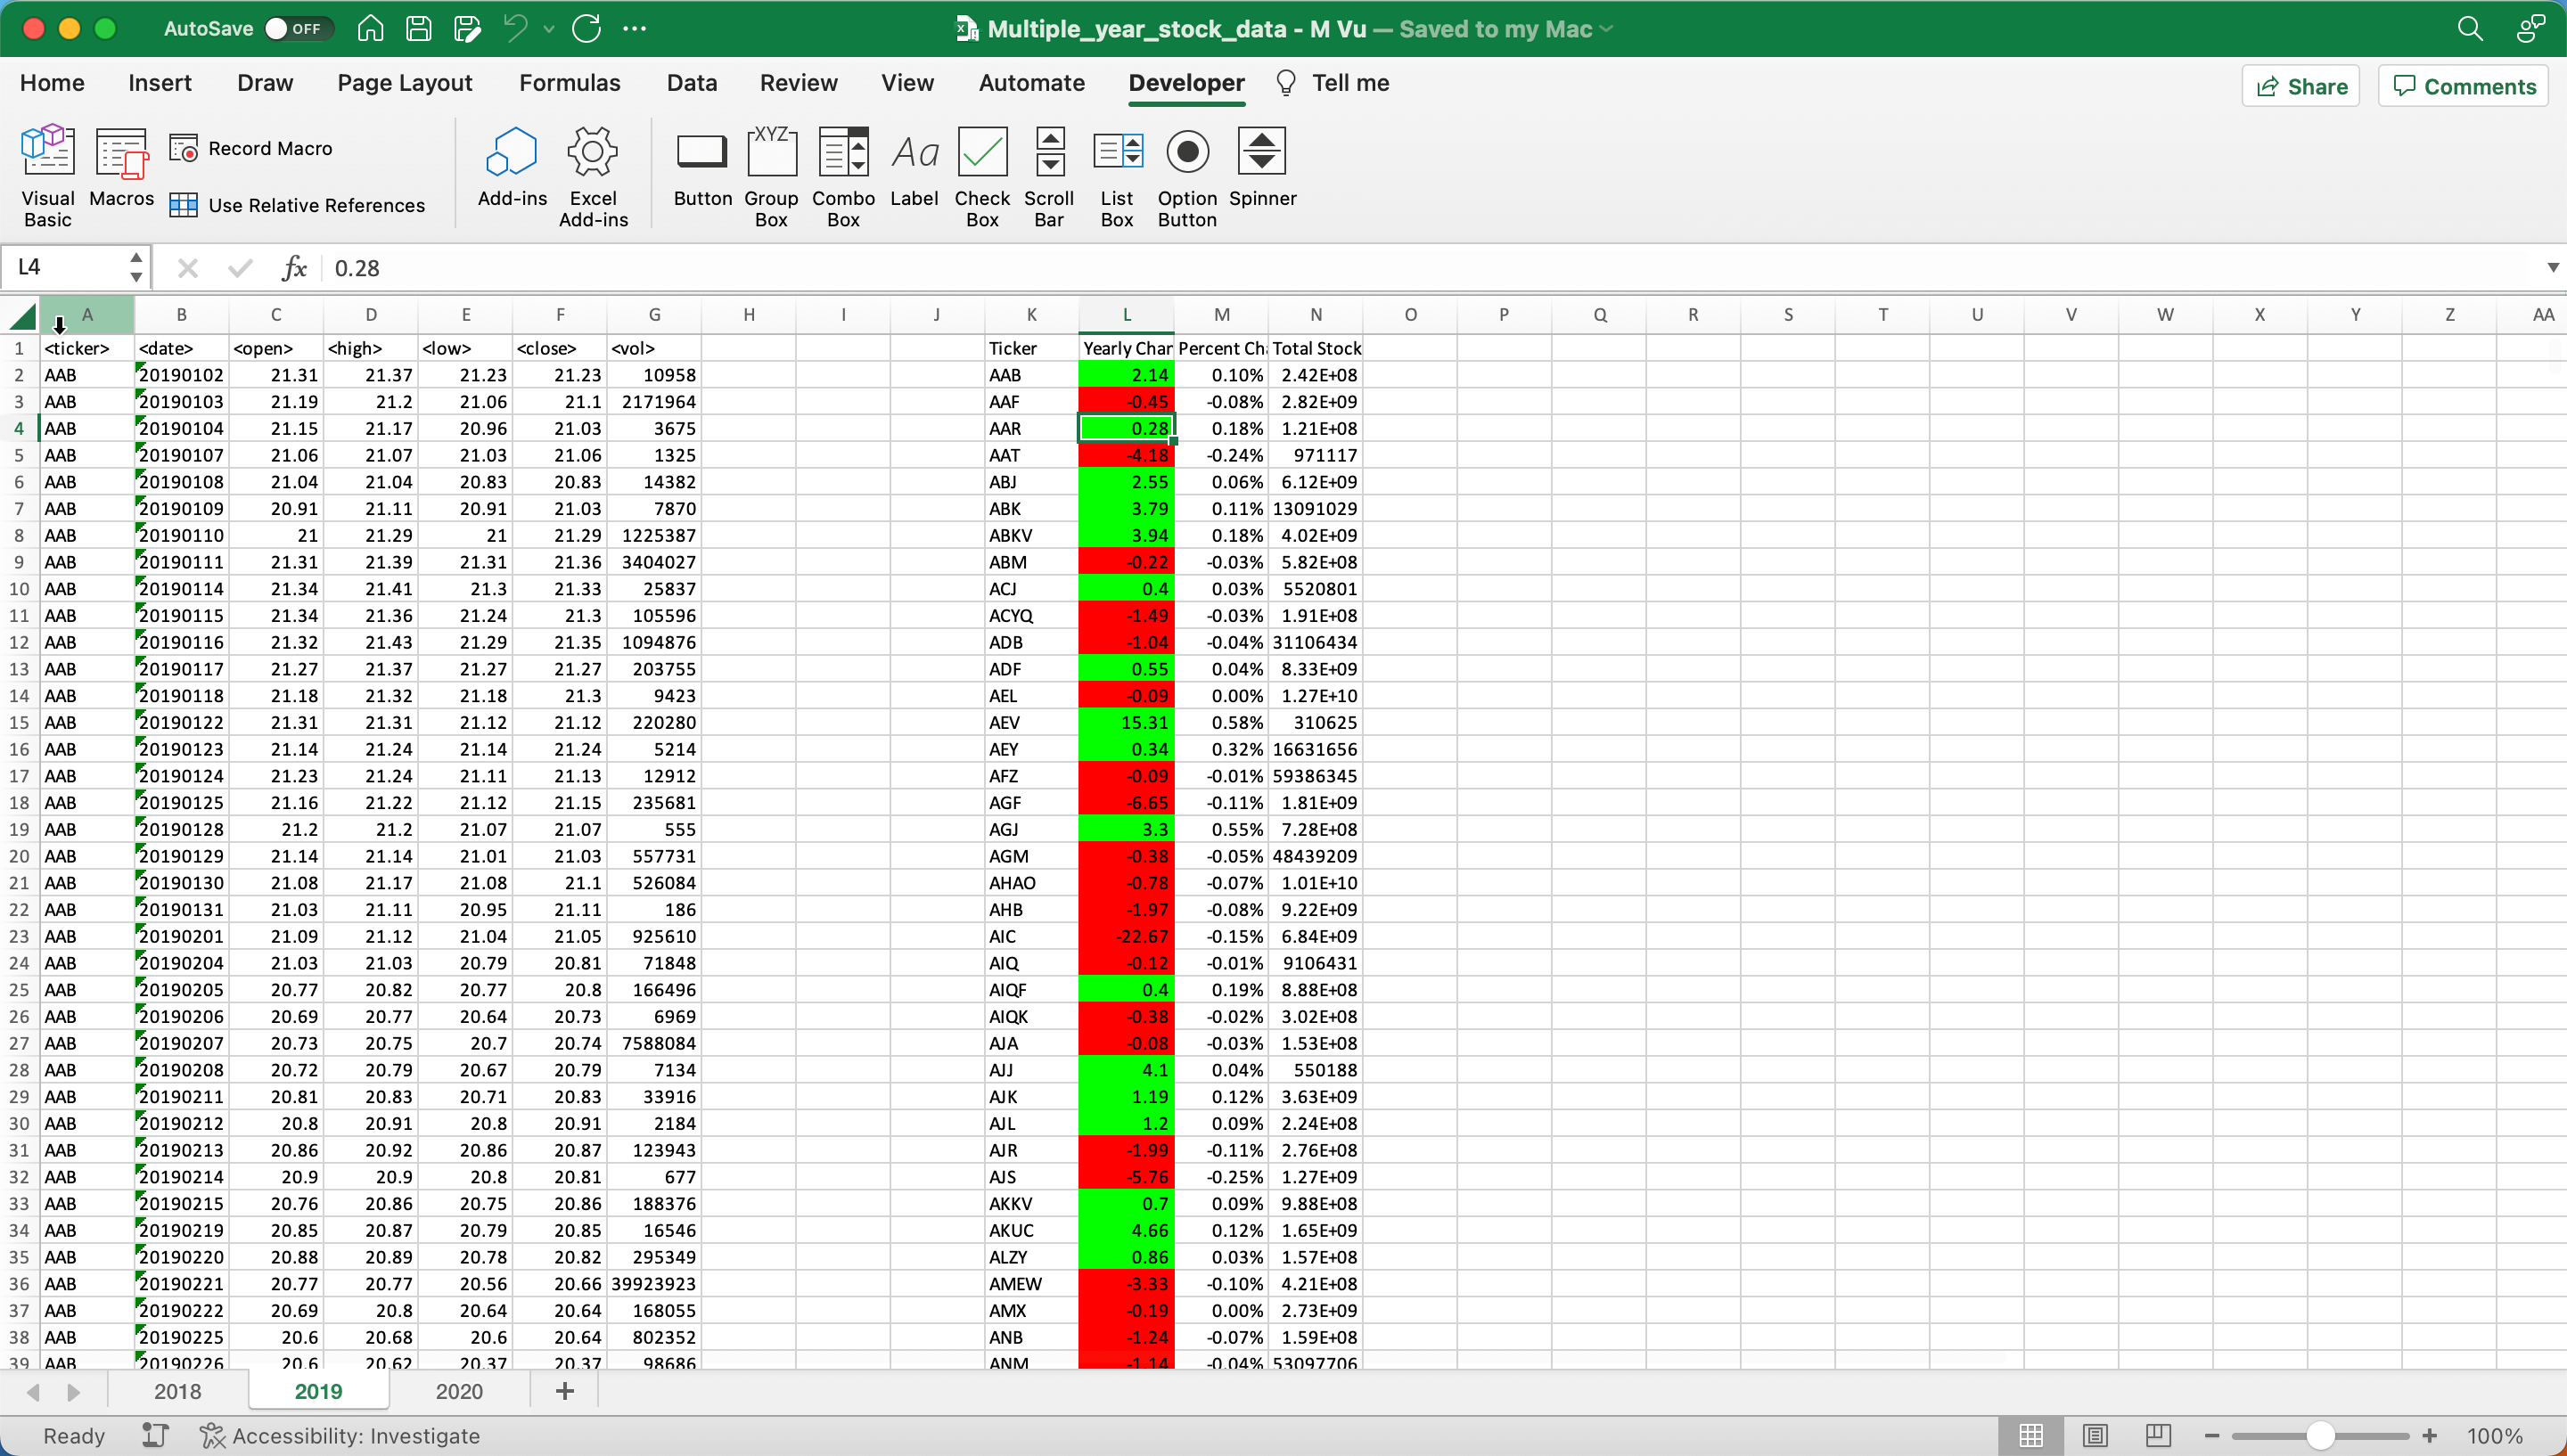 AutoSave OFF Multiple_year_stock_data - M Vu — Saved to my Mac
Home Insert Draw Page Layout Formulas Data Review View Automate Developer Tell me Share Comments
Visual Basic Macros Record Macro Use Relative References Add-ins Excel Add-ins Button Group Box Combo Box Label Check Box Scroll Bar List Box Option Button Spinner
L4 fx 0.28
A B C D E F G H I J K L M N O P Q R S T U V W X Y Z AA
1 <ticker> <date> <open> <high> <low> <close> <vol> Ticker Yearly Char Percent Ch Total Stock
2 AAB 20190102 21.31 21.37 21.23 21.23 10958 AAB 2.14 0.10% 2.42E+08
3 AAB 20190103 21.19 21.2 21.06 21.1 2171964 AAF -0.45 -0.08% 2.82E+09
4 AAB 20190104 21.15 21.17 20.96 21.03 3675 AAR 0.28 0.18% 1.21E+08
5 AAB 20190107 21.06 21.07 21.03 21.06 1325 AAT -4.18 -0.24% 971117
6 AAB 20190108 21.04 21.04 20.83 20.83 14382 ABJ 2.55 0.06% 6.12E+09
7 AAB 20190109 20.91 21.11 20.91 21.03 7870 ABK 3.79 0.11% 13091029
8 AAB 20190110 21 21.29 21 21.29 1225387 ABKV 3.94 0.18% 4.02E+09
9 AAB 20190111 21.31 21.39 21.31 21.36 3404027 ABM -0.22 -0.03% 5.82E+08
10 AAB 20190114 21.34 21.41 21.3 21.33 25837 ACJ 0.4 0.03% 5520801
11 AAB 20190115 21.34 21.36 21.24 21.3 105596 ACYQ -1.49 -0.03% 1.91E+08
12 AAB 20190116 21.32 21.43 21.29 21.35 1094876 ADB -1.04 -0.04% 31106434
13 AAB 20190117 21.27 21.37 21.27 21.27 203755 ADF 0.55 0.04% 8.33E+09
14 AAB 20190118 21.18 21.32 21.18 21.3 9423 AEL -0.09 0.00% 1.27E+10
15 AAB 20190122 21.31 21.31 21.12 21.12 220280 AEV 15.31 0.58% 310625
16 AAB 20190123 21.14 21.24 21.14 21.24 5214 AEY 0.34 0.32% 16631656
17 AAB 20190124 21.23 21.24 21.11 21.13 12912 AFZ -0.09 -0.01% 59386345
18 AAB 20190125 21.16 21.22 21.12 21.15 235681 AGF -6.65 -0.11% 1.81E+09
19 AAB 20190128 21.2 21.2 21.07 21.07 555 AGJ 3.3 0.55% 7.28E+08
20 AAB 20190129 21.14 21.14 21.01 21.03 557731 AGM -0.38 -0.05% 48439209
21 AAB 20190130 21.08 21.17 21.08 21.1 526084 AHAO -0.78 -0.07% 1.01E+10
22 AAB 20190131 21.03 21.11 20.95 21.11 186 AHB -1.97 -0.08% 9.22E+09
23 AAB 20190201 21.09 21.12 21.04 21.05 925610 AIC -22.67 -0.15% 6.84E+09
24 AAB 20190204 21.03 21.03 20.79 20.81 71848 AIQ -0.12 -0.01% 9106431
25 AAB 20190205 20.77 20.82 20.77 20.8 166496 AIQF 0.4 0.19% 8.88E+08
26 AAB 20190206 20.69 20.77 20.64 20.73 6969 AIQK -0.38 -0.02% 3.02E+08
27 AAB 20190207 20.73 20.75 20.7 20.74 7588084 AJA -0.08 -0.03% 1.53E+08
28 AAB 20190208 20.72 20.79 20.67 20.79 7134 AJJ 4.1 0.04% 550188
29 AAB 20190211 20.81 20.83 20.71 20.83 33916 AJK 1.19 0.12% 3.63E+09
30 AAB 20190212 20.8 20.91 20.8 20.91 2184 AJL 1.2 0.09% 2.24E+08
31 AAB 20190213 20.86 20.92 20.86 20.87 123943 AJR -1.99 -0.11% 2.76E+08
32 AAB 20190214 20.9 20.9 20.8 20.81 677 AJS -5.76 -0.25% 1.27E+09
33 AAB 20190215 20.76 20.86 20.75 20.86 188376 AKKV 0.7 0.09% 9.88E+08
34 AAB 20190219 20.85 20.87 20.79 20.85 16546 AKUC 4.66 0.12% 1.65E+09
35 AAB 20190220 20.88 20.89 20.78 20.82 295349 ALZY 0.86 0.03% 1.57E+08
36 AAB 20190221 20.77 20.77 20.56 20.66 39923923 AMEW -3.33 -0.10% 4.21E+08
37 AAB 20190222 20.69 20.8 20.64 20.64 168055 AMX -0.19 0.00% 2.73E+09
38 AAB 20190225 20.6 20.68 20.6 20.64 802352 ANB -1.24 -0.07% 1.59E+08
39 AAB 20190226 20.6 20.62 20.37 20.37 98686 ANM -1.14 -0.04% 53097706
2018 2019 2020 +
Ready Accessibility: Investigate 100%